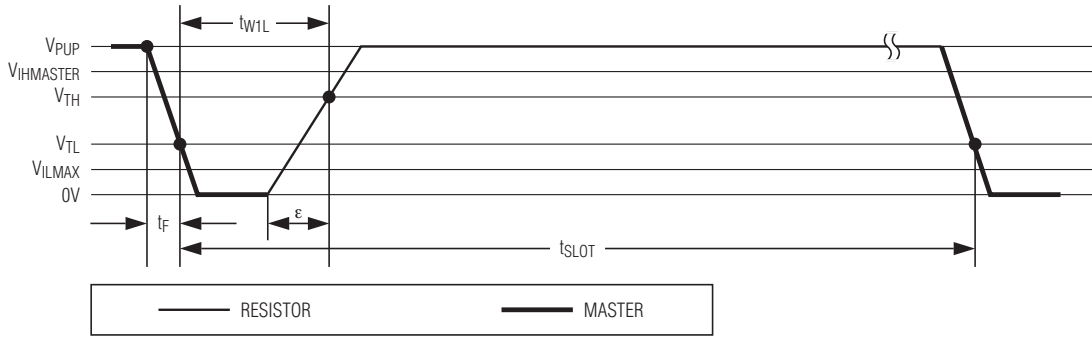 tW1L
VPUP
VIHMASTER
VTH
VTL
VILMAX
0V
tF
ε
tSLOT
RESISTOR MASTER